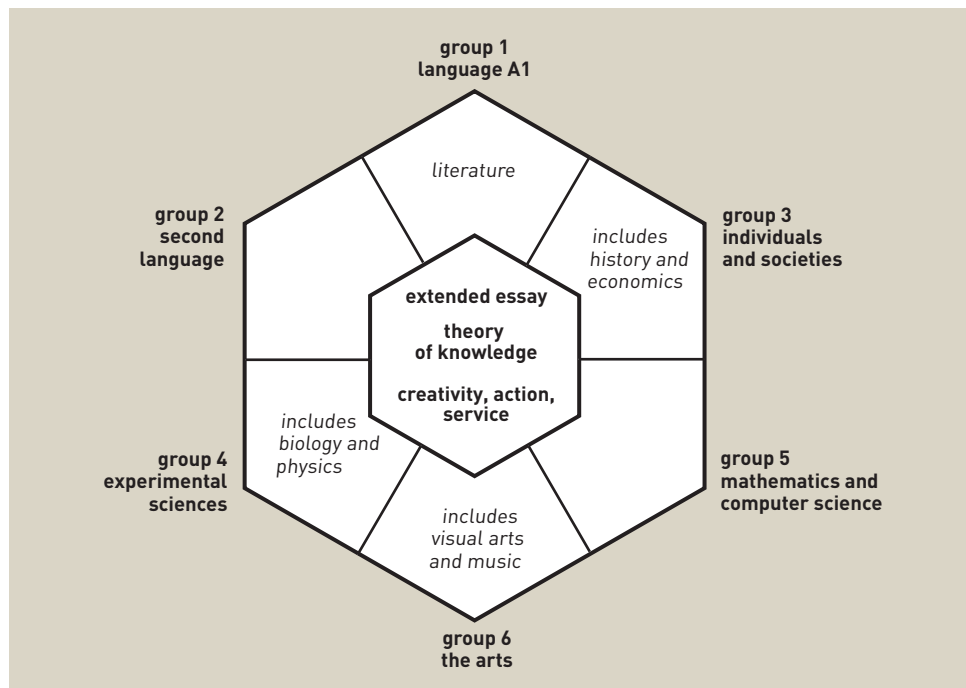 group 1
language A1
literature
group 2
second
language
group 3
individuals
and societies
includes
history and
economics
extended essay
theory
of knowledge
creativity, action,
service
includes
biology and
physics
group 4
experimental
sciences
group 5
mathematics and
computer science
includes
visual arts
and music
group 6
the arts